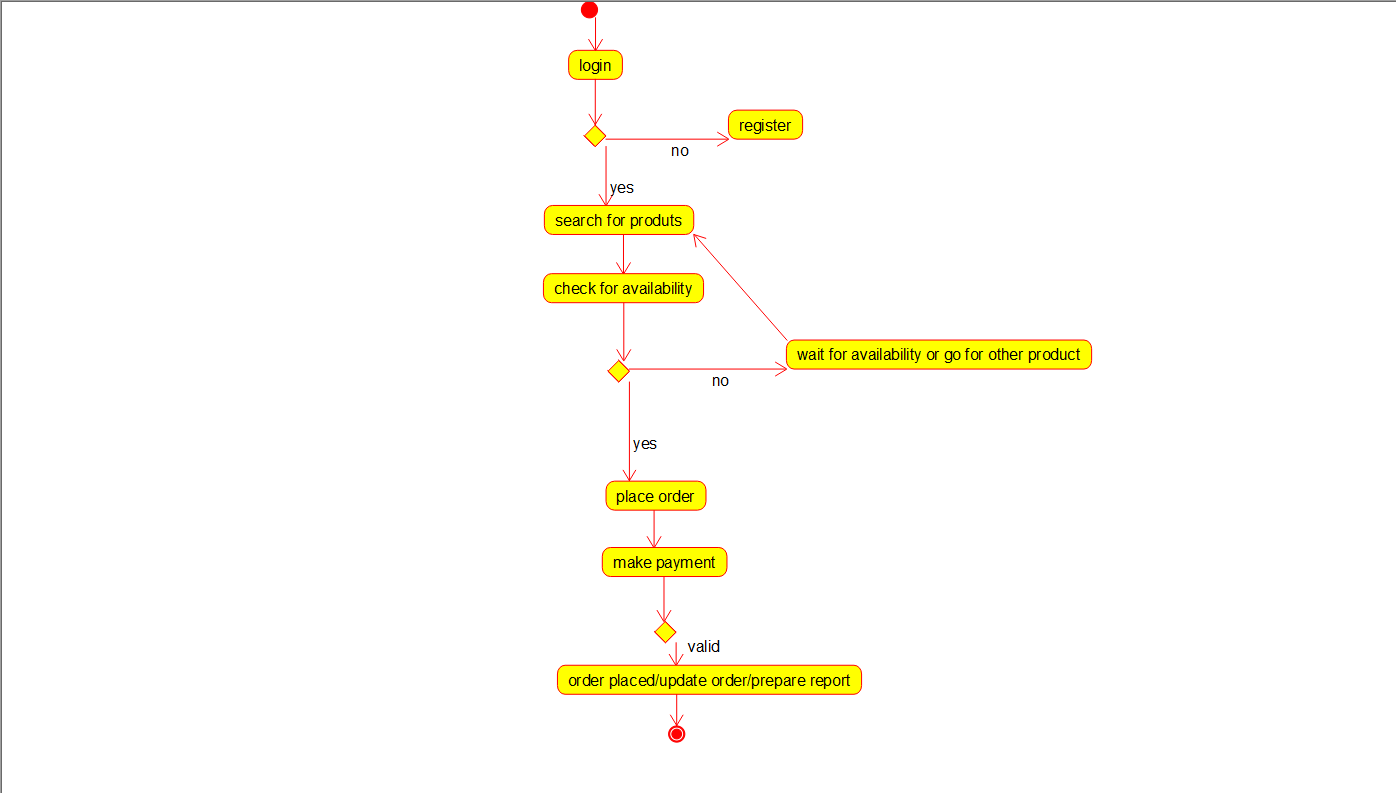 login
register
no
yes
search for produts
check for availability
wait for availability or go for other product
no
yes
place order
make payment
valid
order placed/update order/prepare report